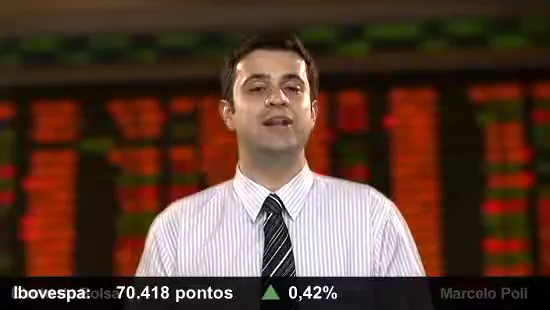 Ibovespa: 70.418 pontos ▲ 0,42% Marcelo Poli